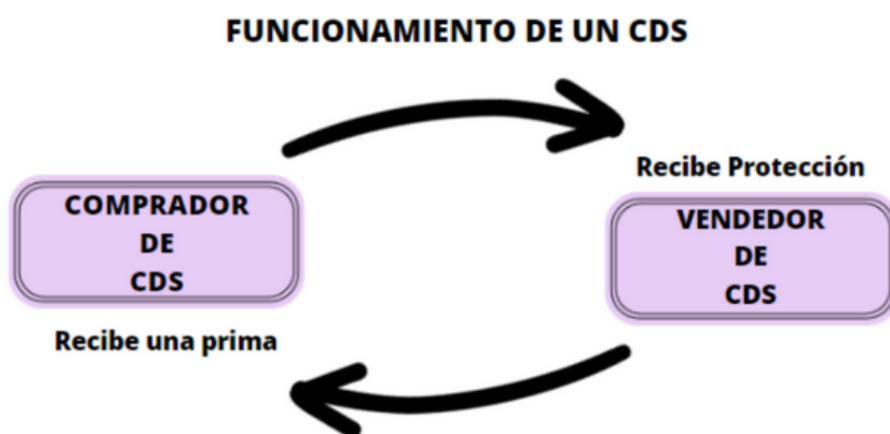 FUNCIONAMIENTO DE UN CDS
Recibe Protección
COMPRADOR
DE
CDS
VENDEDOR
DE
CDS
Recibe una prima